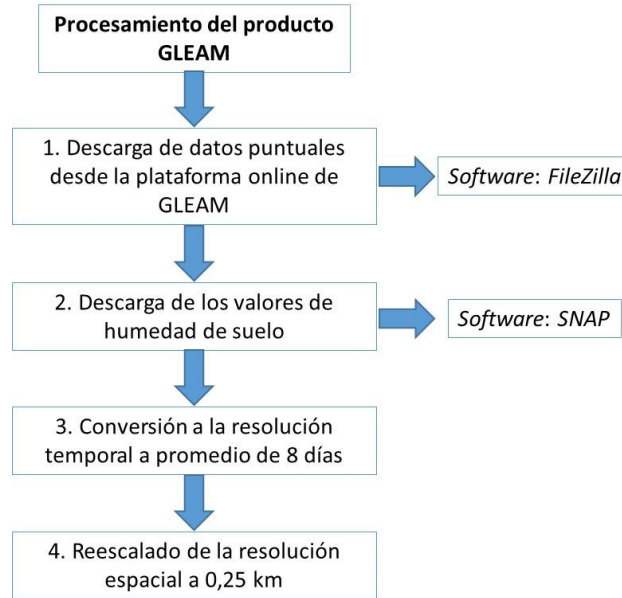 Procesamiento del producto
GLEAM
1. Descarga de datos puntuales
desde la plataforma online de
GLEAM
Software: FileZilla
2. Descarga de los valores de
humedad de suelo
Software: SNAP
3. Conversión a la resolución
temporal a promedio de 8 días
4. Reescalado de la resolución
espacial a 0,25 km